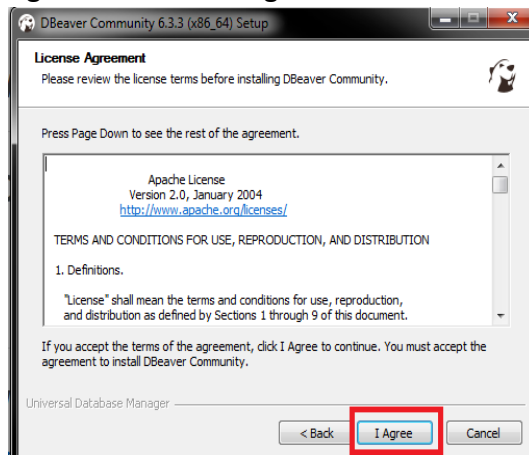 DBeaver Community 6.3.3 (x86_64) Setup
License Agreement
Please review the license terms before installing DBeaver Community.
Press Page Down to see the rest of the agreement.
Apache License
Version 2.0, January 2004
http://www.apache.org/licenses/
TERMS AND CONDITIONS FOR USE, REPRODUCTION, AND DISTRIBUTION
1. Definitions.
"License" shall mean the terms and conditions for use, reproduction,
and distribution as defined by Sections 1 through 9 of this document.
If you accept the terms of the agreement, click I Agree to continue. You must accept the
agreement to install DBeaver Community.
Universal Database Manager
< Back I Agree Cancel